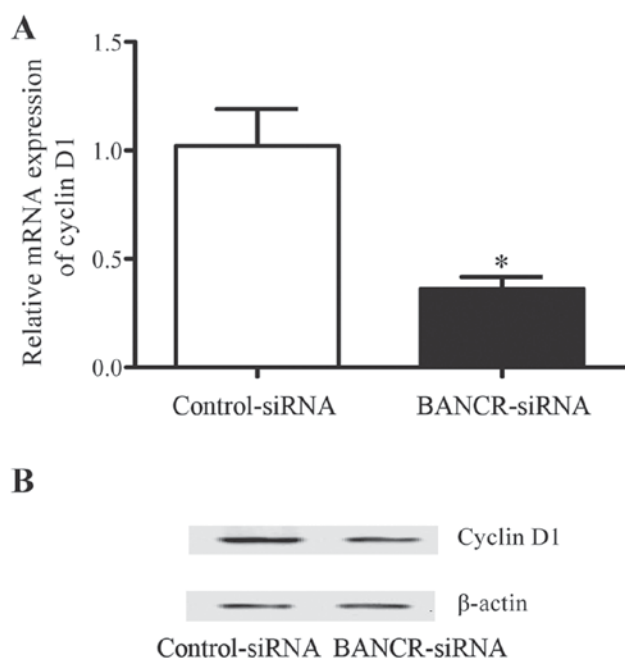 A
Relative mRNA expression
of cyclin D1
1.5
1.0
0.5
0.0
*
Control-siRNA BANCR-siRNA
B
Cyclin D1
β-actin
Control-siRNA BANCR-siRNA